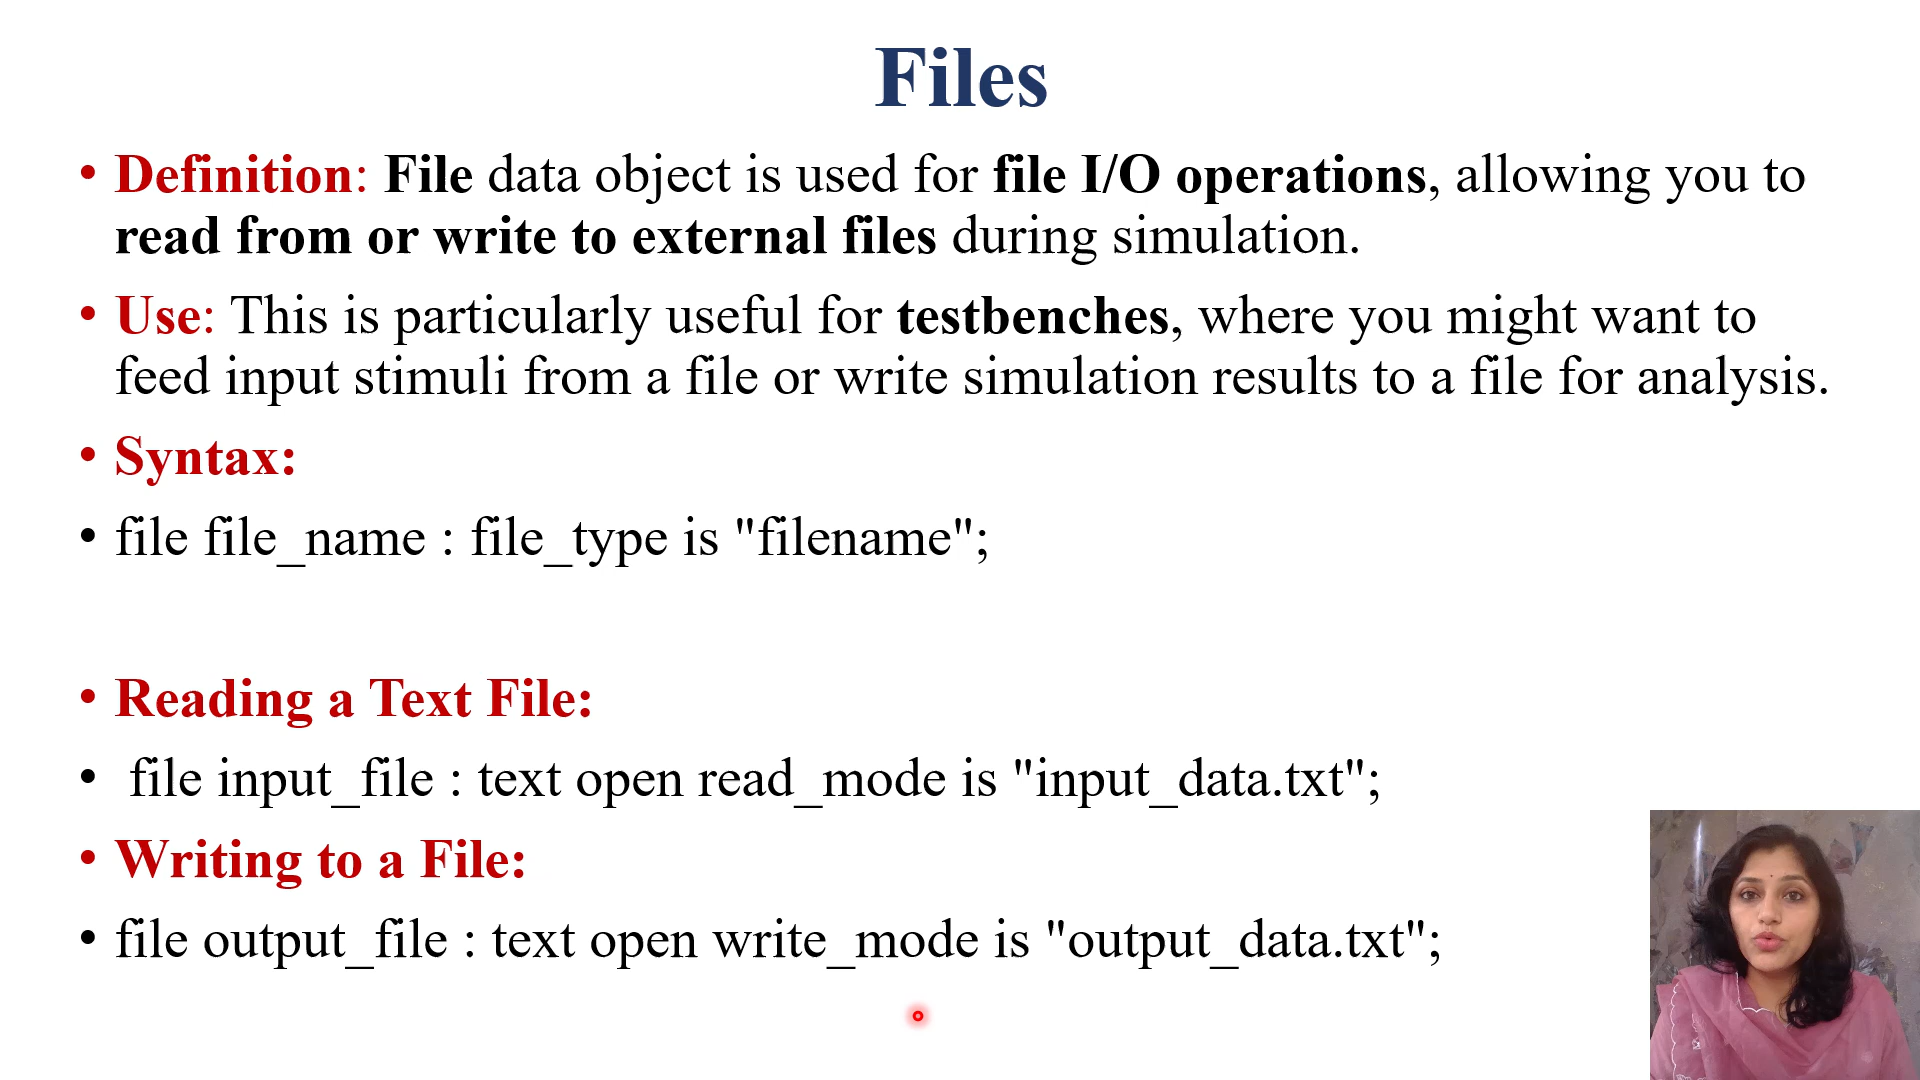 Files
• Definition: File data object is used for file I/O operations, allowing you to
read from or write to external files during simulation.
• Use: This is particularly useful for testbenches, where you might want to
feed input stimuli from a file or write simulation results to a file for analysis.
• Syntax:
• file file_name : file_type is "filename";
• Reading a Text File:
• file input_file : text open read_mode is "input_data.txt";
• Writing to a File:
• file output_file : text open write_mode is "output_data.txt";